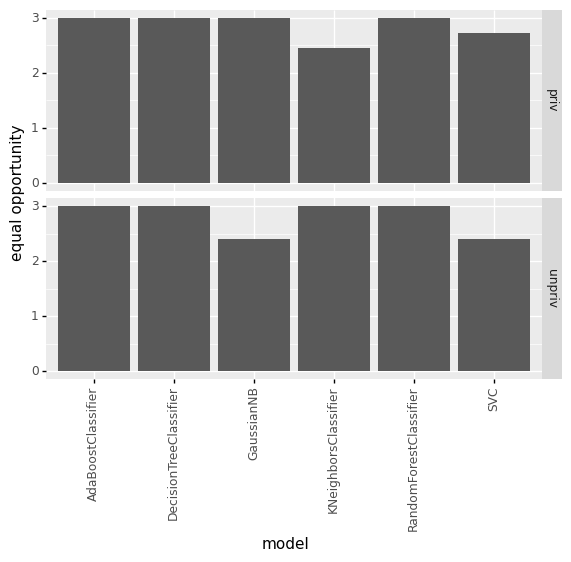 equal opportunity
3
2
1
0
priv
3
2
1
0
unpriv
AdaBoostClassifier
DecisionTreeClassifier
GaussianNB
KNeighborsClassifier
RandomForestClassifier
SVC
model